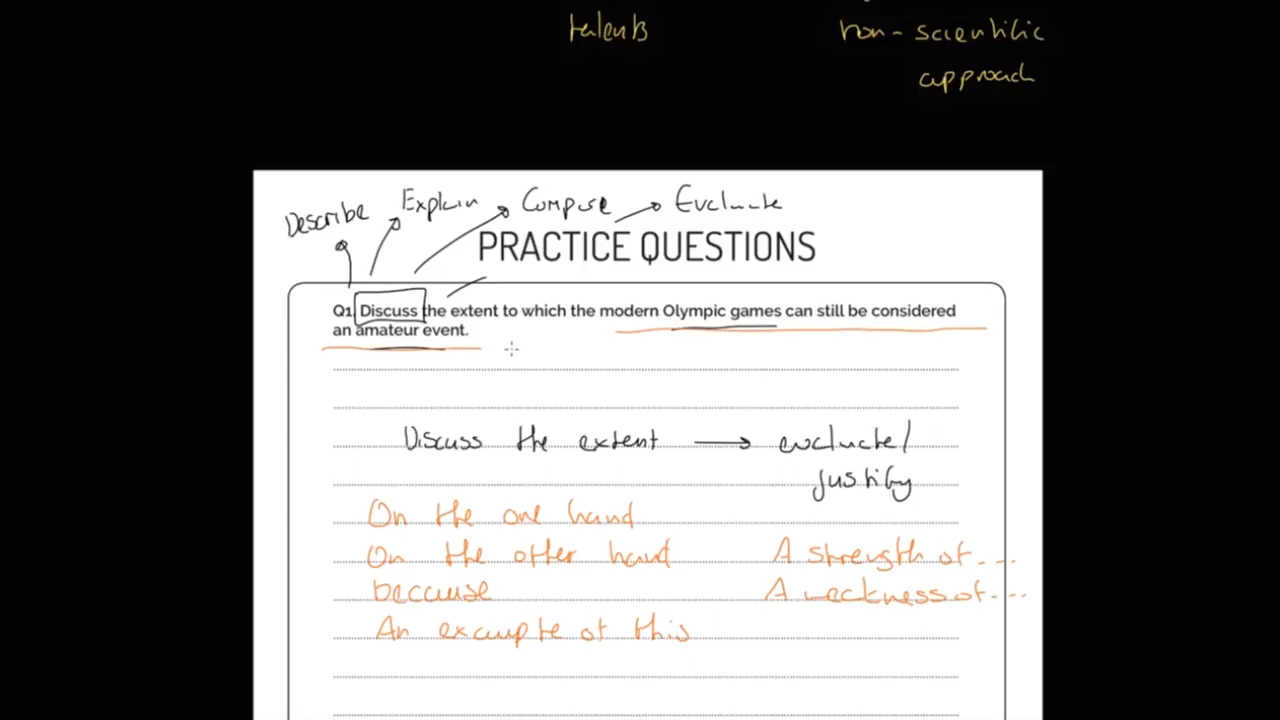 talents
non-scientific
approach
Describe
Explain
Compare
Evaluate
PRACTICE QUESTIONS
Q1. Discuss the extent to which the modern Olympic games can still be considered
an amateur event.
Discuss the extent → evaluate/
justify
On the one hand
On the other hand
A strength of...
because
A weakness of...
An example of this